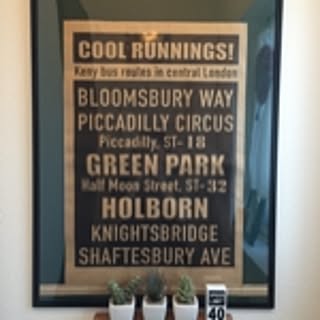 COOL RUNNINGS!
Keny bus routes in central London
BLOOMSBURY WAY
PICCADILLY CIRCUS
Piccadilly, ST-18
GREEN PARK
Half Moon Street, ST-32
HOLBORN
KNIGHTSBRIDGE
SHAFTESBURY AVE
40